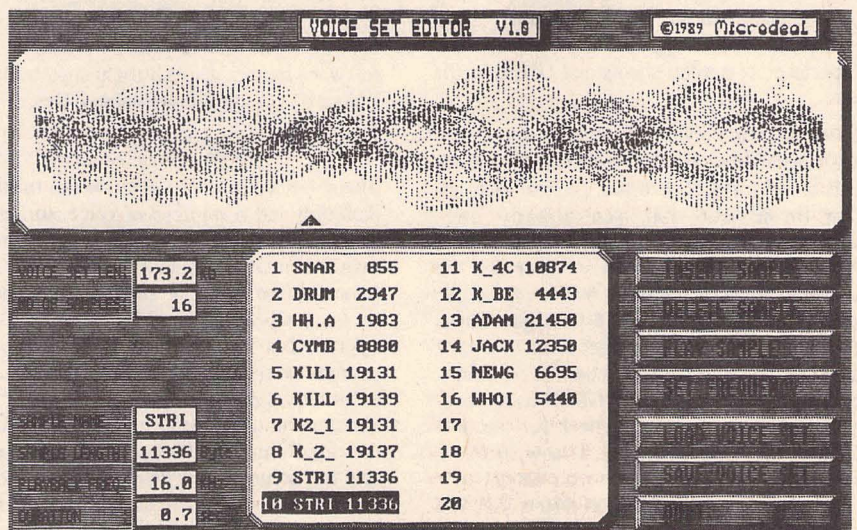 VOICE SET EDITOR V1.0
©1989 Microdeal
VOICE SET LEN: 173.2 Kb
NO OF SAMPLES: 16
SAMPLE NAME : STRI
SAMPLE LENGTH: 11336 Byte
PLAYBACK FREQ: 16.0 KHz
DURATION : 0.7 secs
1 SNAR 855
2 DRUM 2947
3 HH.A 1983
4 CYMB 8880
5 KILL 19131
6 KILL 19139
7 K2_1 19131
8 K_2_ 19137
9 STRI 11336
10 STRI 11336
11 K_4C 10874
12 K_BE 4443
13 ADAM 21450
14 JACK 12350
15 NEWG 6695
16 WHOI 5440
17
18
19
20
INSERT SAMPLE
DELETE SAMPLE
PLAY SAMPLE
SET FREQUENCY
LOAD VOICE SET
SAVE VOICE SET
QUIT